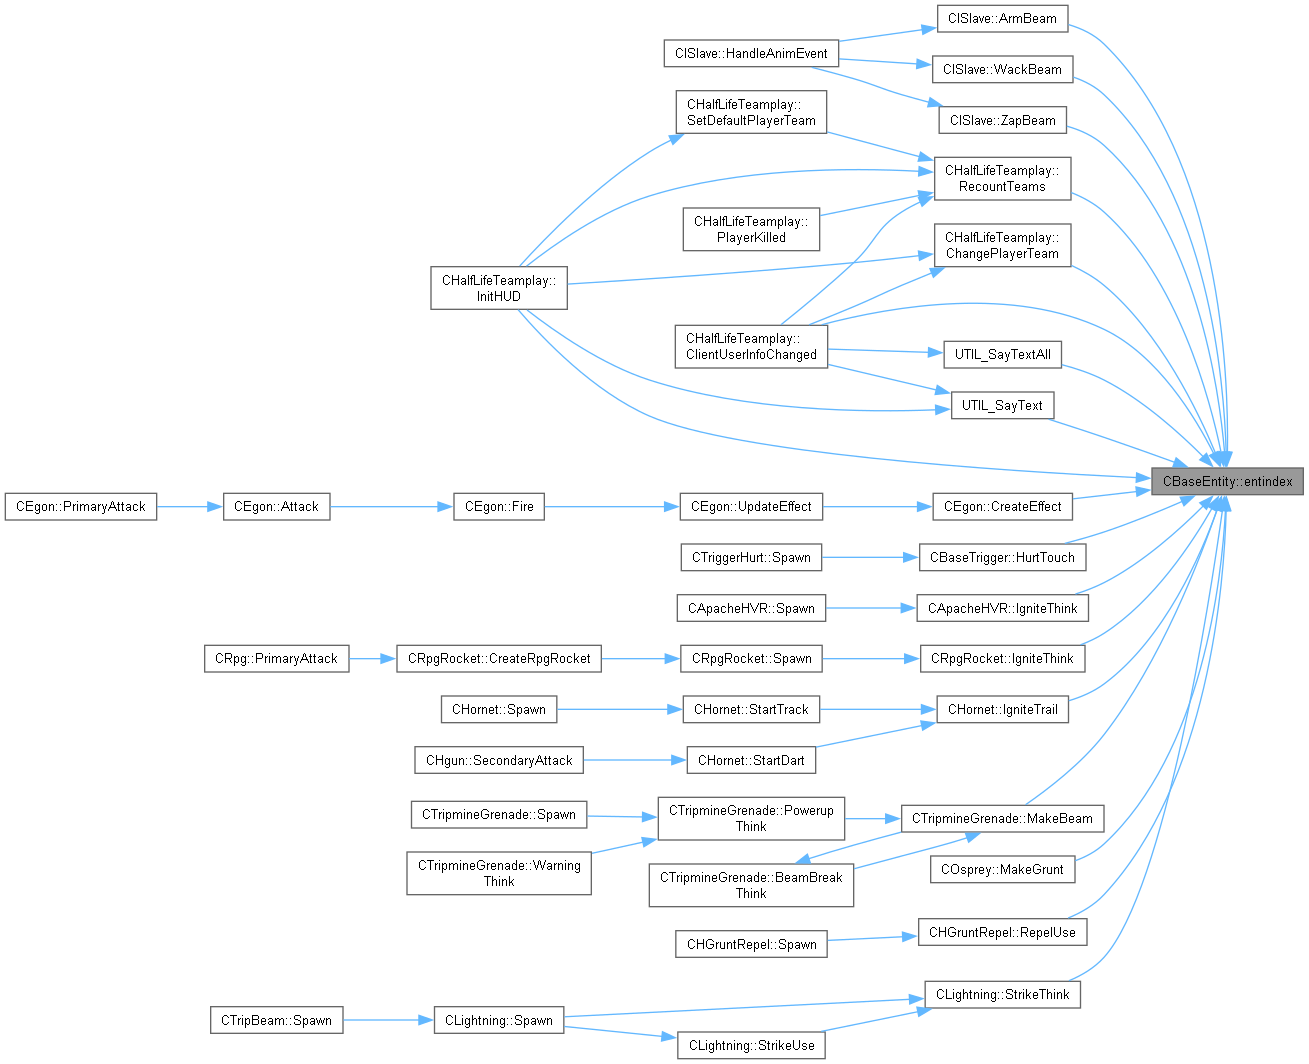 CISlave::ArmBeam
CISlave::HandleAnimEvent
CISlave::WackBeam
CHalfLifeTeamplay::
SetDefaultPlayerTeam
CISlave::ZapBeam
CHalfLifeTeamplay::
RecountTeams
CHalfLifeTeamplay::
PlayerKilled
CHalfLifeTeamplay::
ChangePlayerTeam
CHalfLifeTeamplay::
InitHUD
CHalfLifeTeamplay::
ClientUserInfoChanged
UTIL_SayTextAll
UTIL_SayText
CBaseEntity::entindex
CEgon::PrimaryAttack
CEgon::Attack
CEgon::Fire
CEgon::UpdateEffect
CEgon::CreateEffect
CTriggerHurt::Spawn
CBaseTrigger::HurtTouch
CApacheHVR::Spawn
CApacheHVR::IgniteThink
CRpg::PrimaryAttack
CRpgRocket::CreateRpgRocket
CRpgRocket::Spawn
CRpgRocket::IgniteThink
CHornet::Spawn
CHornet::StartTrack
CHornet::IgniteTrail
CHgun::SecondaryAttack
CHornet::StartDart
CTripmineGrenade::Spawn
CTripmineGrenade::Powerup
Think
CTripmineGrenade::MakeBeam
CTripmineGrenade::Warning
Think
CTripmineGrenade::BeamBreak
Think
COsprey::MakeGrunt
CHGruntRepel::Spawn
CHGruntRepel::RepelUse
CLightning::StrikeThink
CTripBeam::Spawn
CLightning::Spawn
CLightning::StrikeUse